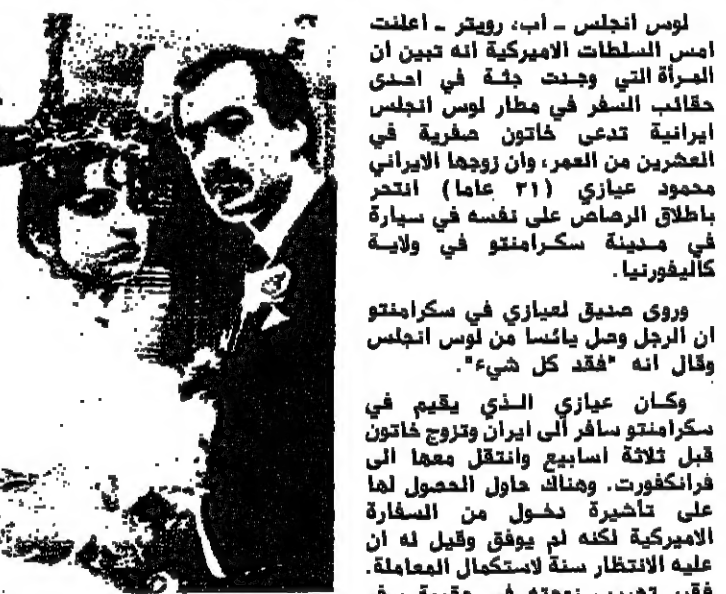 لوس انجلس ـ أب، رويتر ـ اعلنت
امس السلطات الاميركية انه تبين ان
المرأة التي وجدت جثة في احدى
حقائب السفر في مطار لوس انجلس
ايرانية تدعى خاتون صفرية في
العشرين من العمر، وان زوجها الايراني
محمود عيازي (٣١ عاما) انتحر
باطلاق الرصاص على نفسه في سيارة
في مدينة سكرامنتو في ولاية
كاليفورنيا.
وروى صديق لعيازي في سكرامنتو
ان الرجل وصل يائسا من لوس انجلس
وقال انه "فقد كل شيء".
وكان عيازي الذي يقيم في
سكرامنتو سافر الى ايران وتزوج خاتون
قبل ثلاثة اسابيع وانتقل معها الى
فرانكفورت. وهناك حاول الحصول لها
على تأشيرة دخول من السفارة
الاميركية لكنه لم يوفق وقيل له ان
عليه الانتظار سنة لاستكمال المعاملة.